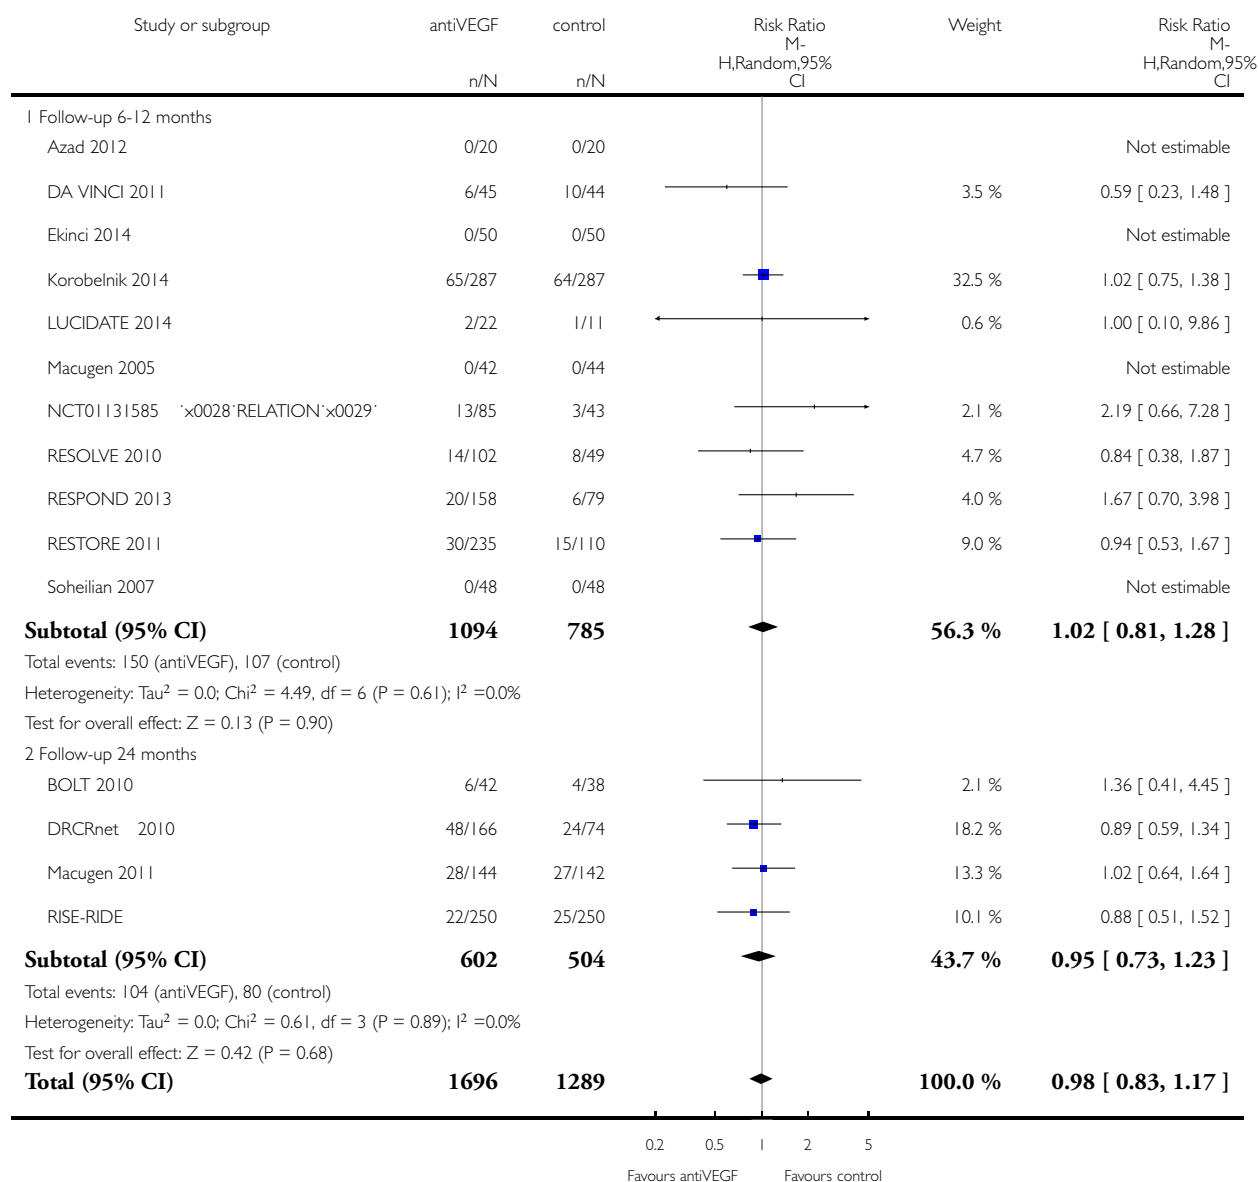 Study or subgroup antiVEGF control Risk Ratio Weight Risk Ratio
M- M-
H,Random,95% H,Random,95%
n/N n/N CI CI
1 Follow-up 6-12 months
Azad 2012 0/20 0/20 Not estimable
DA VINCI 2011 6/45 10/44 3.5 % 0.59 [ 0.23, 1.48 ]
Ekinci 2014 0/50 0/50 Not estimable
Korobelnik 2014 65/287 64/287 32.5 % 1.02 [ 0.75, 1.38 ]
LUCIDATE 2014 2/22 1/11 0.6 % 1.00 [ 0.10, 9.86 ]
Macugen 2005 0/42 0/44 Not estimable
NCT01131585 ˙x0028˙RELATION˙x0029˙ 13/85 3/43 2.1 % 2.19 [ 0.66, 7.28 ]
RESOLVE 2010 14/102 8/49 4.7 % 0.84 [ 0.38, 1.87 ]
RESPOND 2013 20/158 6/79 4.0 % 1.67 [ 0.70, 3.98 ]
RESTORE 2011 30/235 15/110 9.0 % 0.94 [ 0.53, 1.67 ]
Soheilian 2007 0/48 0/48 Not estimable
Subtotal (95% CI) 1094 785 56.3 % 1.02 [ 0.81, 1.28 ]
Total events: 150 (antiVEGF), 107 (control)
Heterogeneity: Tau² = 0.0; Chi² = 4.49, df = 6 (P = 0.61); I² =0.0%
Test for overall effect: Z = 0.13 (P = 0.90)
2 Follow-up 24 months
BOLT 2010 6/42 4/38 2.1 % 1.36 [ 0.41, 4.45 ]
DRCRnet 2010 48/166 24/74 18.2 % 0.89 [ 0.59, 1.34 ]
Macugen 2011 28/144 27/142 13.3 % 1.02 [ 0.64, 1.64 ]
RISE-RIDE 22/250 25/250 10.1 % 0.88 [ 0.51, 1.52 ]
Subtotal (95% CI) 602 504 43.7 % 0.95 [ 0.73, 1.23 ]
Total events: 104 (antiVEGF), 80 (control)
Heterogeneity: Tau² = 0.0; Chi² = 0.61, df = 3 (P = 0.89); I² =0.0%
Test for overall effect: Z = 0.42 (P = 0.68)
Total (95% CI) 1696 1289 100.0 % 0.98 [ 0.83, 1.17 ]
0.2 0.5 1 2 5
Favours antiVEGF Favours control